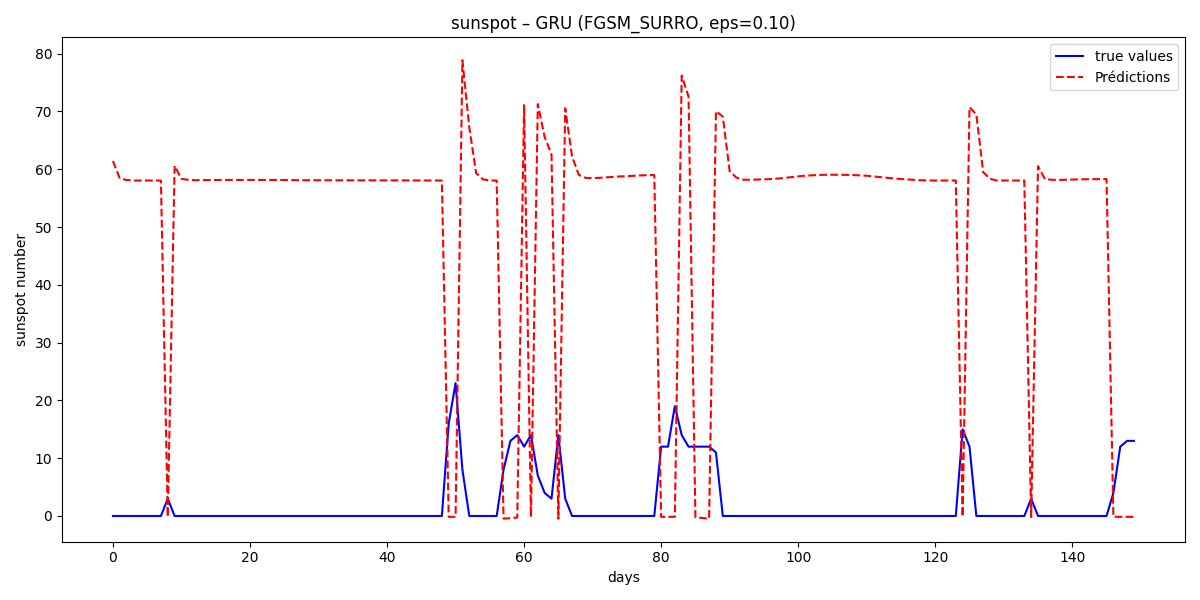 sunspot – GRU (FGSM_SURRO, eps=0.10)
true values
Prédictions
sunspot number
80
70
60
50
40
30
20
10
0
0 20 40 60 80 100 120 140
days